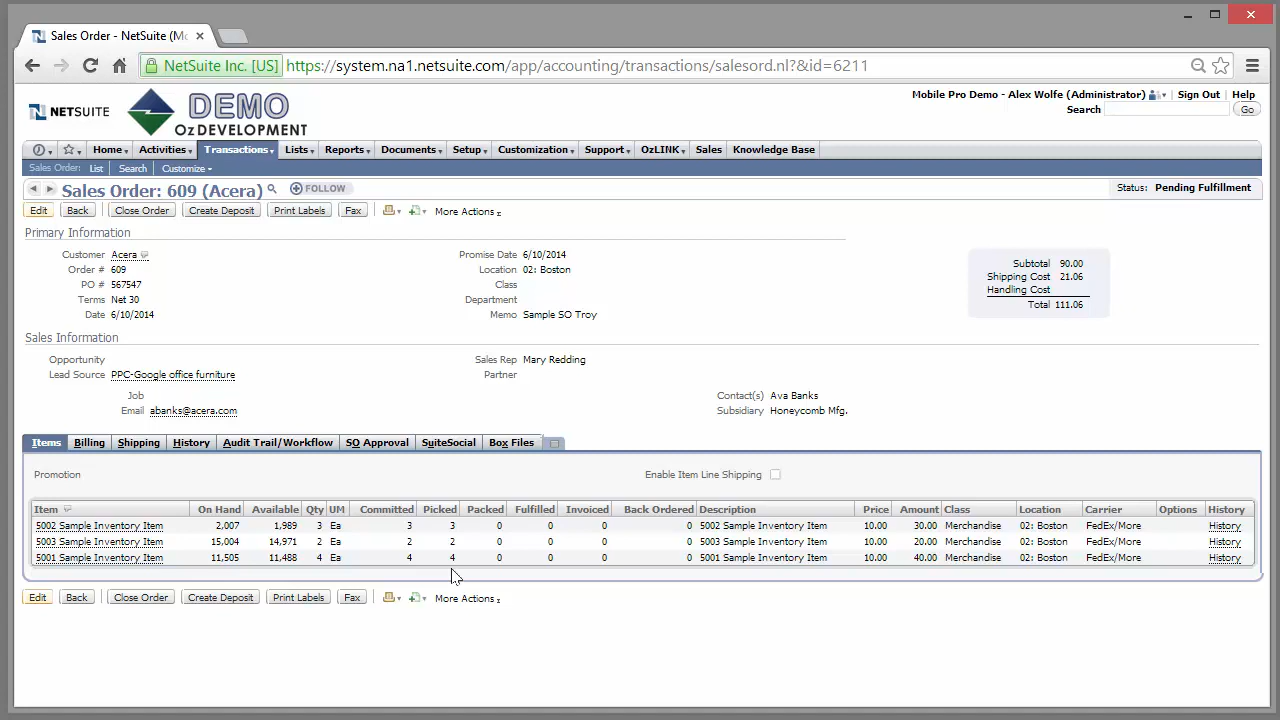 Sales Order - NetSuite (Mo
NetSuite Inc. [US] https://system.na1.netsuite.com/app/accounting/transactions/salesord.nl?&id=6211
NETSUITE DEMO OzDEVELOPMENT
Mobile Pro Demo - Alex Wolfe (Administrator) Sign Out Help
Search Go
Home Activities Transactions Lists Reports Documents Setup Customization Support OzLINK Sales Knowledge Base
Sales Order: List Search Customize
Sales Order: 609 (Acera) FOLLOW Status: Pending Fulfillment
Edit Back Close Order Create Deposit Print Labels Fax More Actions
Primary Information
Customer Acera Promise Date 6/10/2014 Subtotal 90.00
Order # 609 Location 02: Boston Shipping Cost 21.06
PO # 567547 Class Handling Cost
Terms Net 30 Department Total 111.06
Date 6/10/2014 Memo Sample SO Troy
Sales Information
Opportunity Sales Rep Mary Redding
Lead Source PPC-Google office furniture Partner
Job Contact(s) Ava Banks
Email abanks@acera.com Subsidiary Honeycomb Mfg.
Items Billing Shipping History Audit Trail/Workflow SO Approval SuiteSocial Box Files
Promotion Enable Item Line Shipping
Item On Hand Available Qty UM Committed Picked Packed Fulfilled Invoiced Back Ordered Description Price Amount Class Location Carrier Options History
5002 Sample Inventory Item 2,007 1,989 3 Ea 3 3 0 0 0 0 5002 Sample Inventory Item 10.00 30.00 Merchandise 02: Boston FedEx/More History
5003 Sample Inventory Item 15,004 14,971 2 Ea 2 2 0 0 0 0 5003 Sample Inventory Item 10.00 20.00 Merchandise 02: Boston FedEx/More History
5001 Sample Inventory Item 11,505 11,488 4 Ea 4 4 0 0 0 0 5001 Sample Inventory Item 10.00 40.00 Merchandise 02: Boston FedEx/More History
Edit Back Close Order Create Deposit Print Labels Fax More Actions